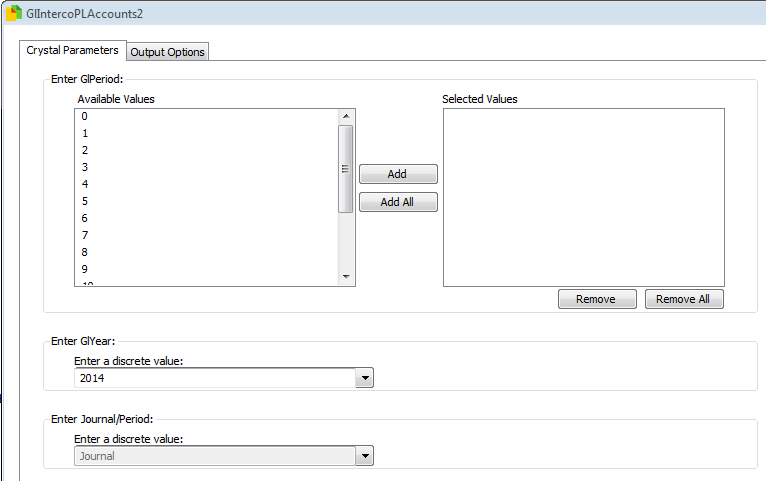 GlIntercoPLAccounts2
Crystal Parameters
Output Options
Enter GlPeriod:
Available Values
Selected Values
0
1
2
3
4
5
6
7
8
9
Add
Add All
Remove
Remove All
Enter GlYear:
Enter a discrete value:
2014
Enter Journal/Period:
Enter a discrete value:
Journal